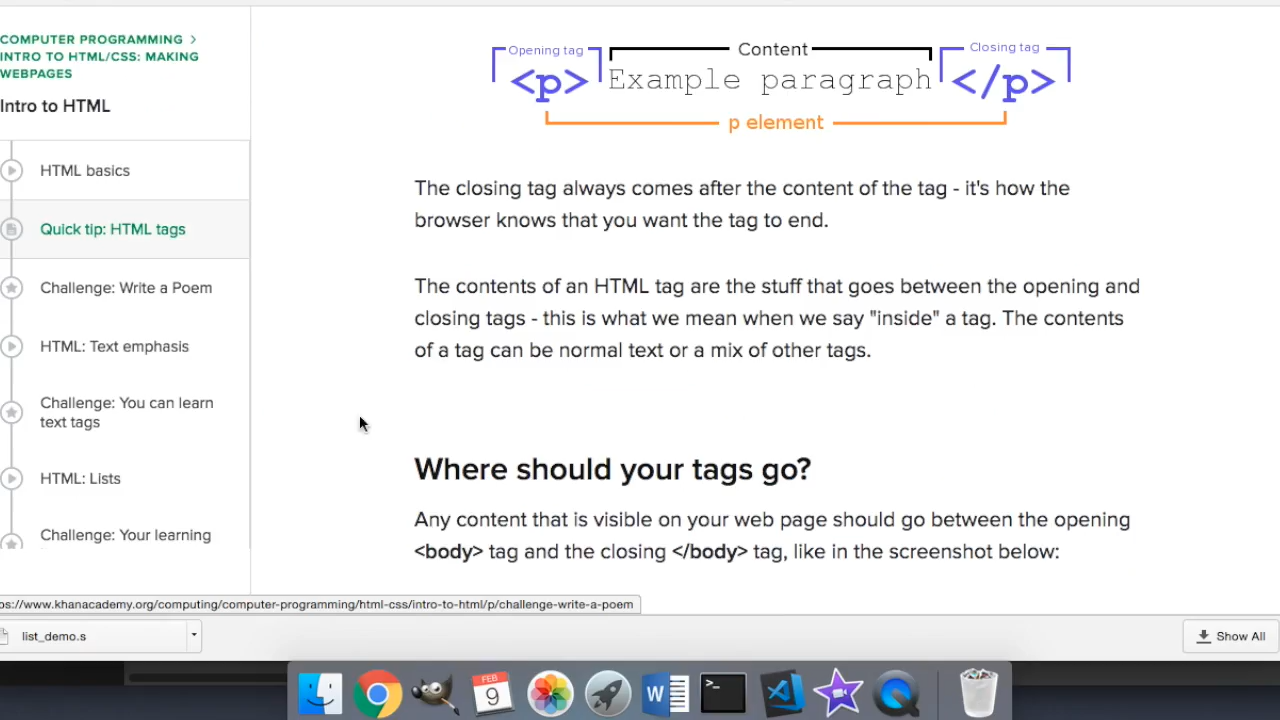 COMPUTER PROGRAMMING >
INTRO TO HTML/CSS: MAKING
WEBPAGES
Intro to HTML
HTML basics
Quick tip: HTML tags
Challenge: Write a Poem
HTML: Text emphasis
Challenge: You can learn
text tags
HTML: Lists
Challenge: Your learning
Opening tag Content Closing tag
<p>Example paragraph</p>
p element
The closing tag always comes after the content of the tag - it's how the
browser knows that you want the tag to end.
The contents of an HTML tag are the stuff that goes between the opening and
closing tags - this is what we mean when we say "inside" a tag. The contents
of a tag can be normal text or a mix of other tags.
Where should your tags go?
Any content that is visible on your web page should go between the opening
<body> tag and the closing </body> tag, like in the screenshot below:
ps://www.khanacademy.org/computing/computer-programming/html-css/intro-to-html/p/challenge-write-a-poem
list_demo.s
Show All
FEB
9
W
>_